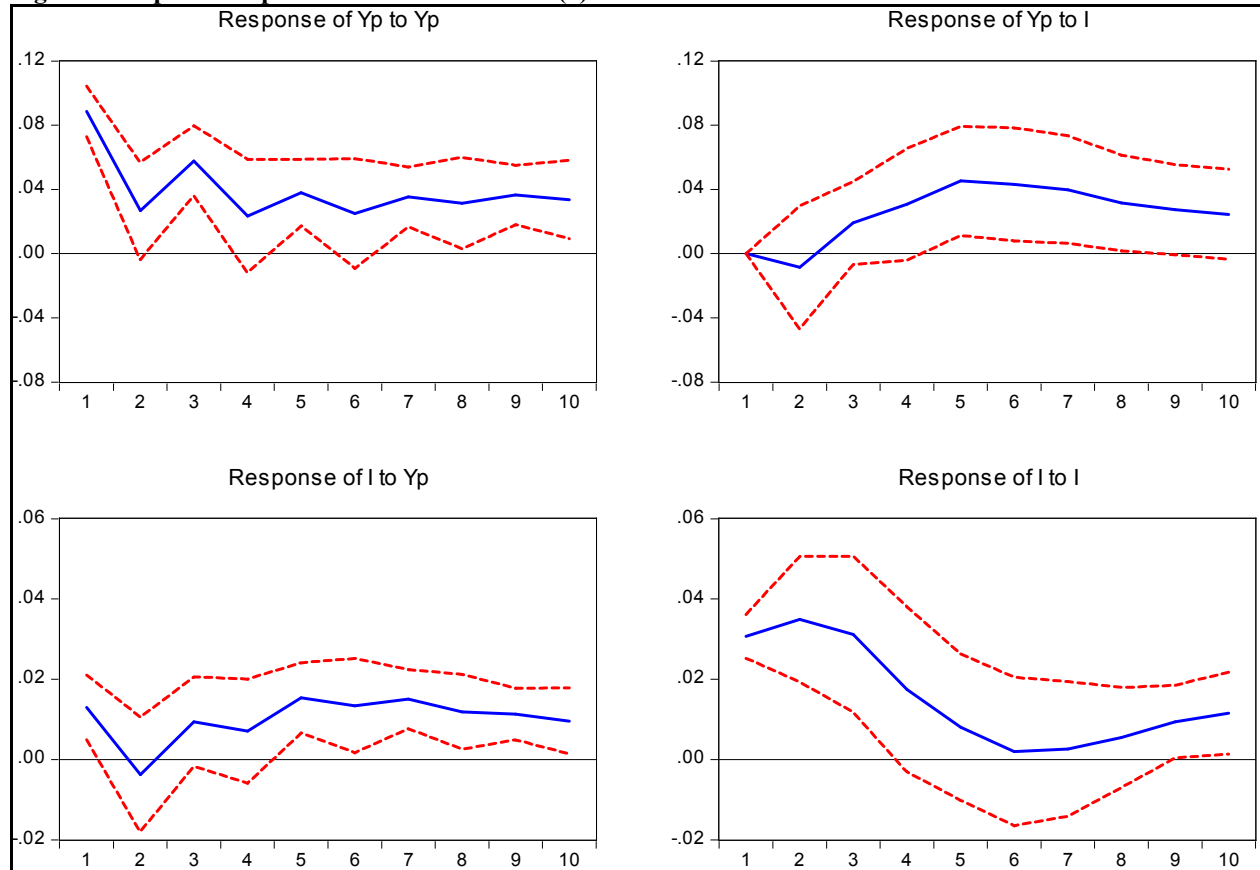 Response of Yp to Yp
.12
.08
.04
.00
-.04
-.08
1 2 3 4 5 6 7 8 9 10
Response of Yp to I
.12
.08
.04
.00
-.04
-.08
1 2 3 4 5 6 7 8 9 10
Response of I to Yp
.06
.04
.02
.00
-.02
1 2 3 4 5 6 7 8 9 10
Response of I to I
.06
.04
.02
.00
-.02
1 2 3 4 5 6 7 8 9 10